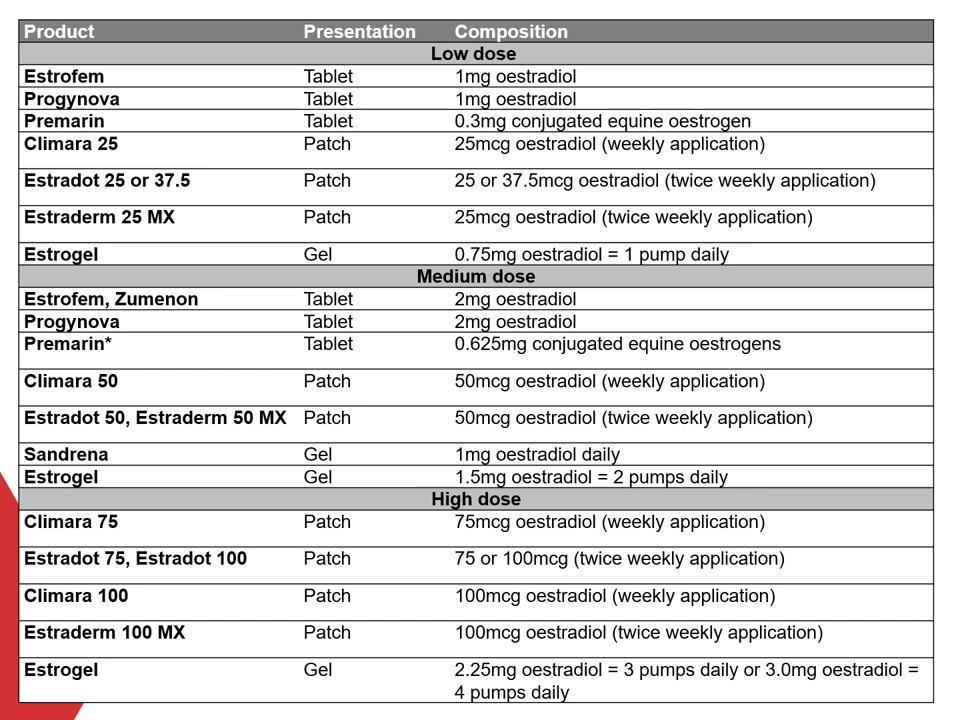 Product Presentation Composition
Low dose
Estrofem Tablet 1mg oestradiol
Progynova Tablet 1mg oestradiol
Premarin Tablet 0.3mg conjugated equine oestrogen
Climara 25 Patch 25mcg oestradiol (weekly application)
Estradot 25 or 37.5 Patch 25 or 37.5mcg oestradiol (twice weekly application)
Estraderm 25 MX Patch 25mcg oestradiol (twice weekly application)
Estrogel Gel 0.75mg oestradiol = 1 pump daily
Medium dose
Estrofem, Zumenon Tablet 2mg oestradiol
Progynova Tablet 2mg oestradiol
Premarin* Tablet 0.625mg conjugated equine oestrogens
Climara 50 Patch 50mcg oestradiol (weekly application)
Estradot 50, Estraderm 50 MX Patch 50mcg oestradiol (twice weekly application)
Sandrena Gel 1mg oestradiol daily
Estrogel Gel 1.5mg oestradiol = 2 pumps daily
High dose
Climara 75 Patch 75mcg oestradiol (weekly application)
Estradot 75, Estradot 100 Patch 75 or 100mcg (twice weekly application)
Climara 100 Patch 100mcg oestradiol (weekly application)
Estraderm 100 MX Patch 100mcg oestradiol (twice weekly application)
Estrogel Gel 2.25mg oestradiol = 3 pumps daily or 3.0mg oestradiol =
4 pumps daily